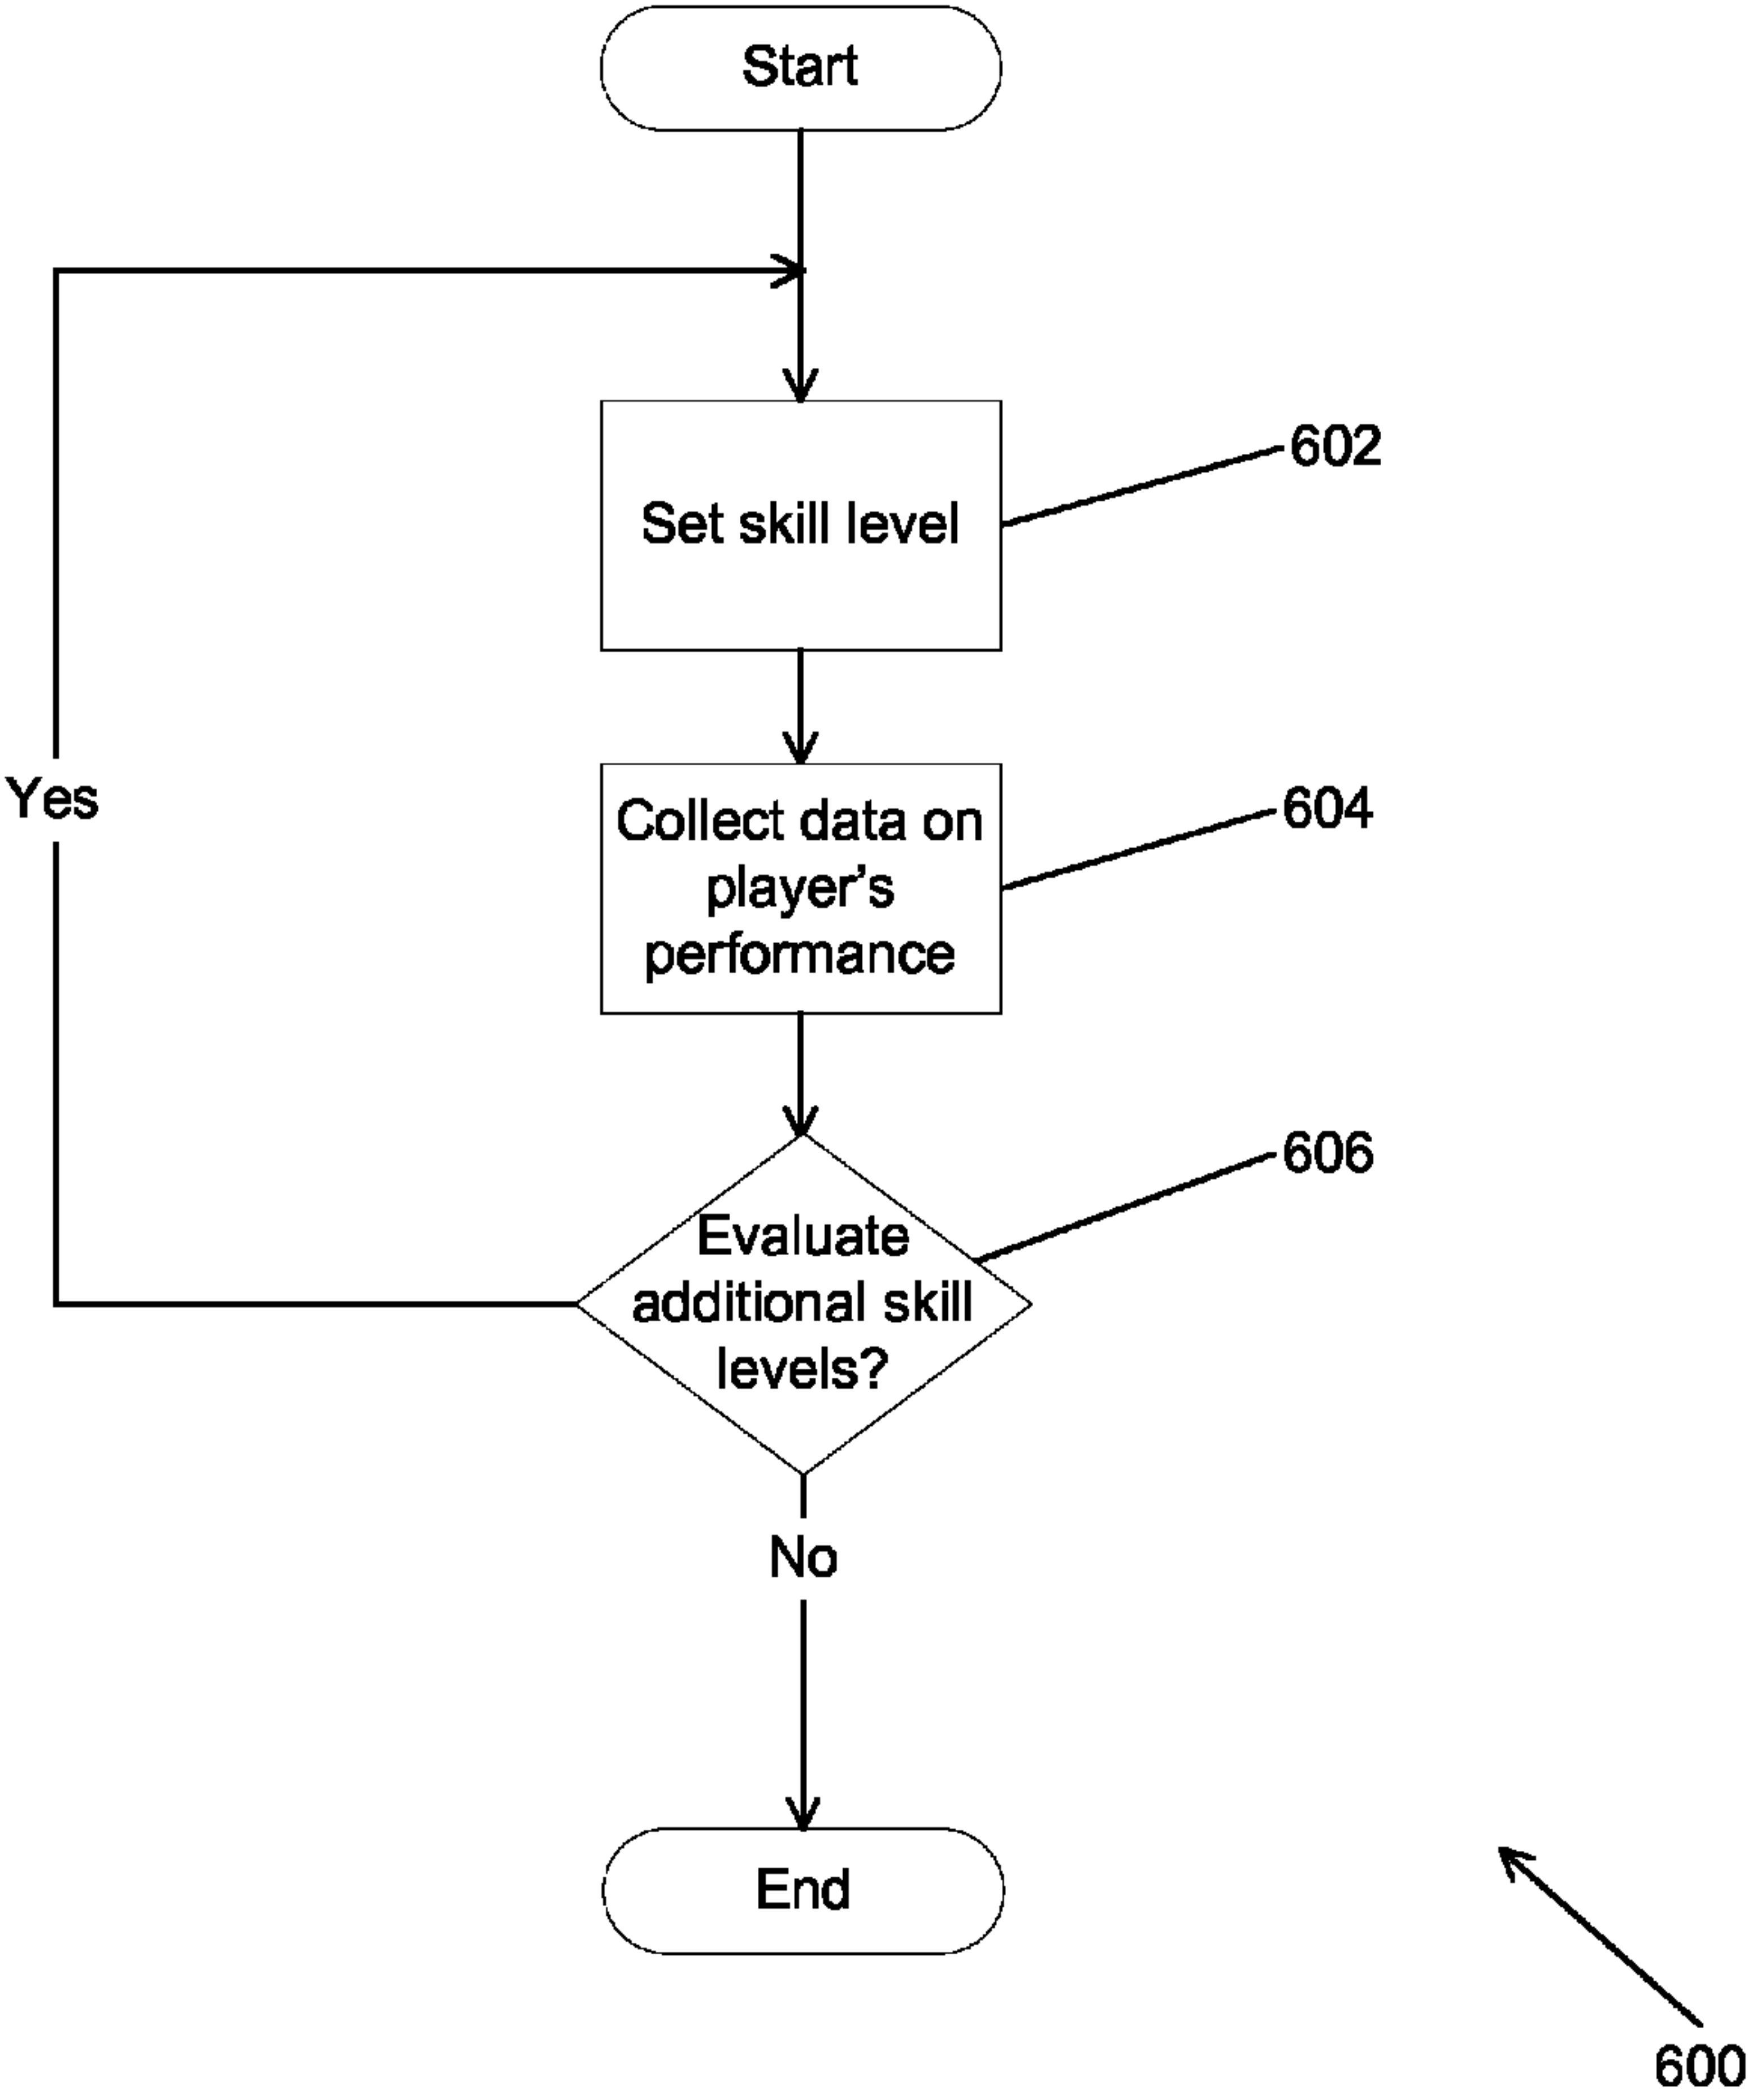 Start
602
Set skill level
Yes
604
Collect data on
player's
performance
606
Evaluate
additional skill
levels?
No
End
600